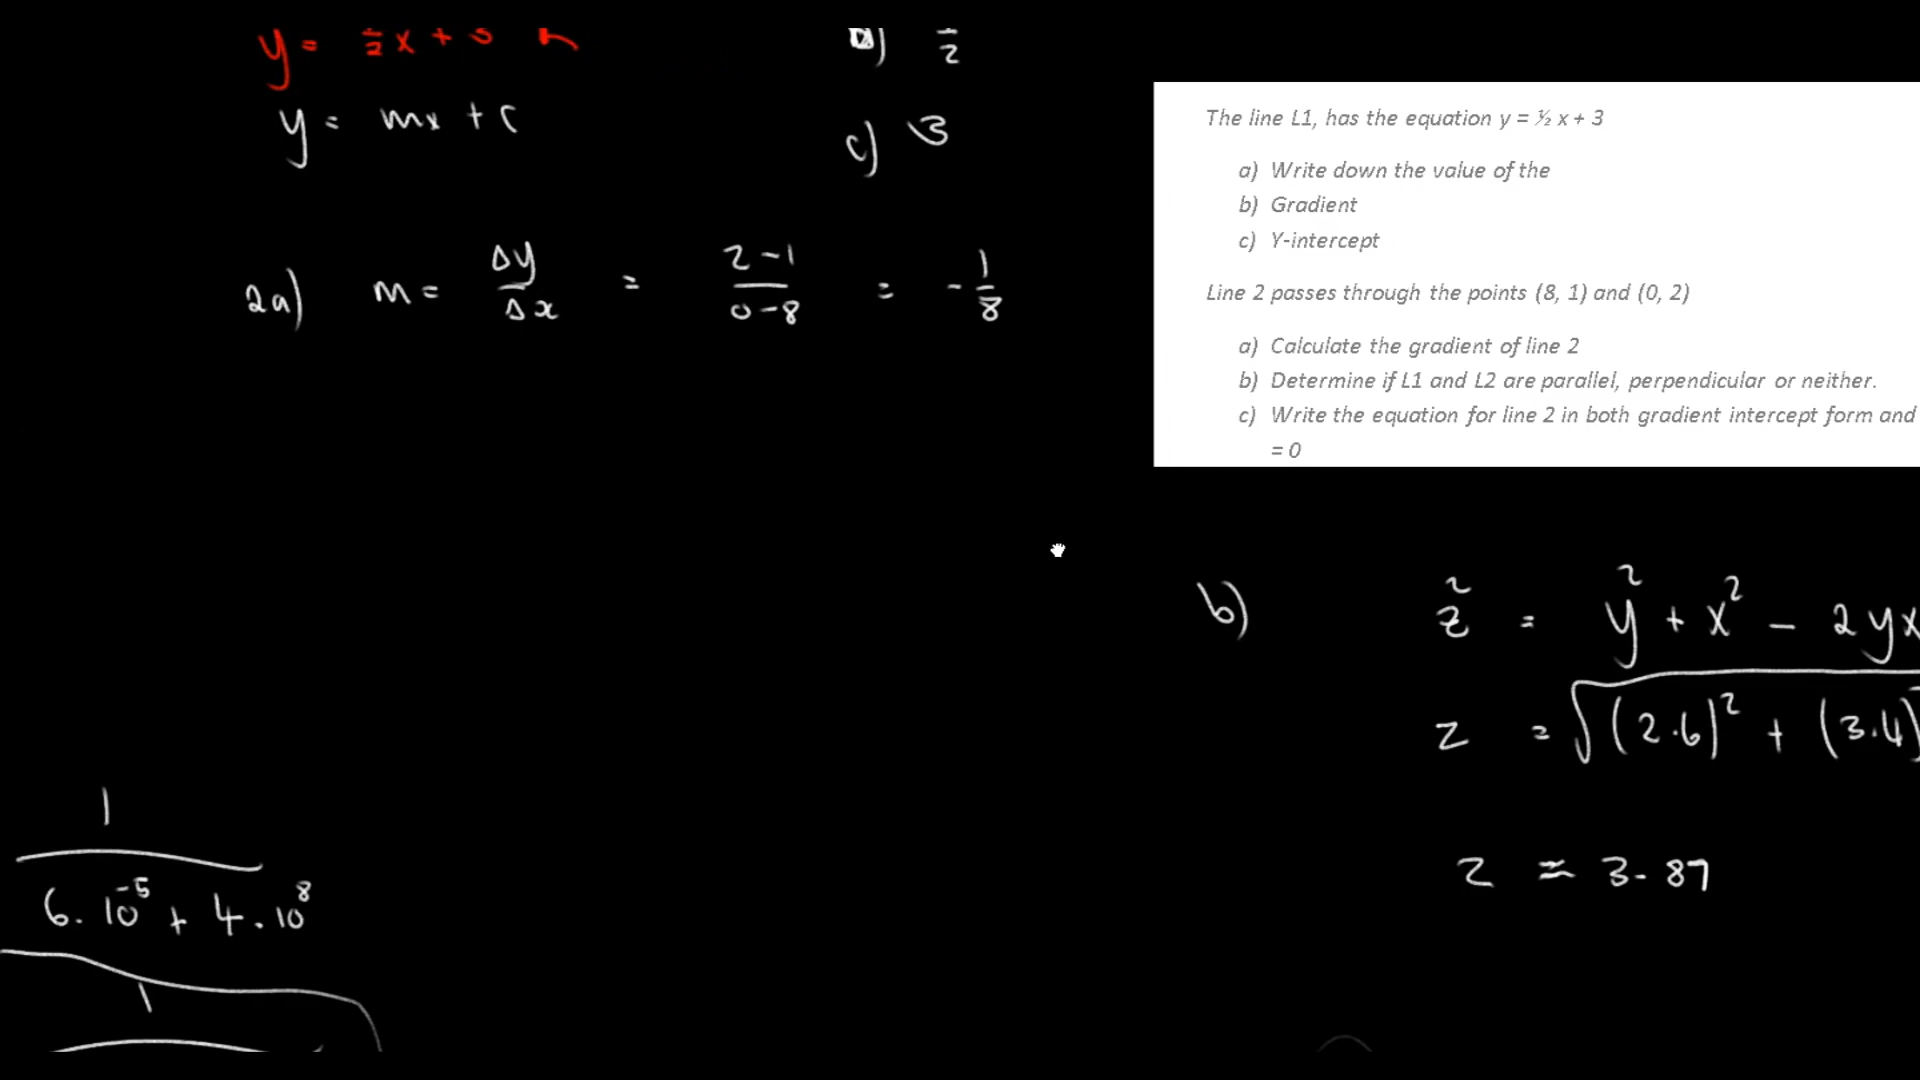 y = ½ x + 3
2
y = mx + c
c) 3
2a) m = Δy/Δx = 2-1/0-8 = -1/8
The line L1, has the equation y = ½ x + 3
a) Write down the value of the
b) Gradient
c) Y-intercept
Line 2 passes through the points (8, 1) and (0, 2)
a) Calculate the gradient of line 2
b) Determine if L1 and L2 are parallel, perpendicular or neither.
c) Write the equation for line 2 in both gradient intercept form and
= 0
b) z² = y² + x² - 2yx
z = √(2.6)² + (3.4)
z ≈ 3.87
1
6. 10⁻⁵ + 4. 10⁸
1